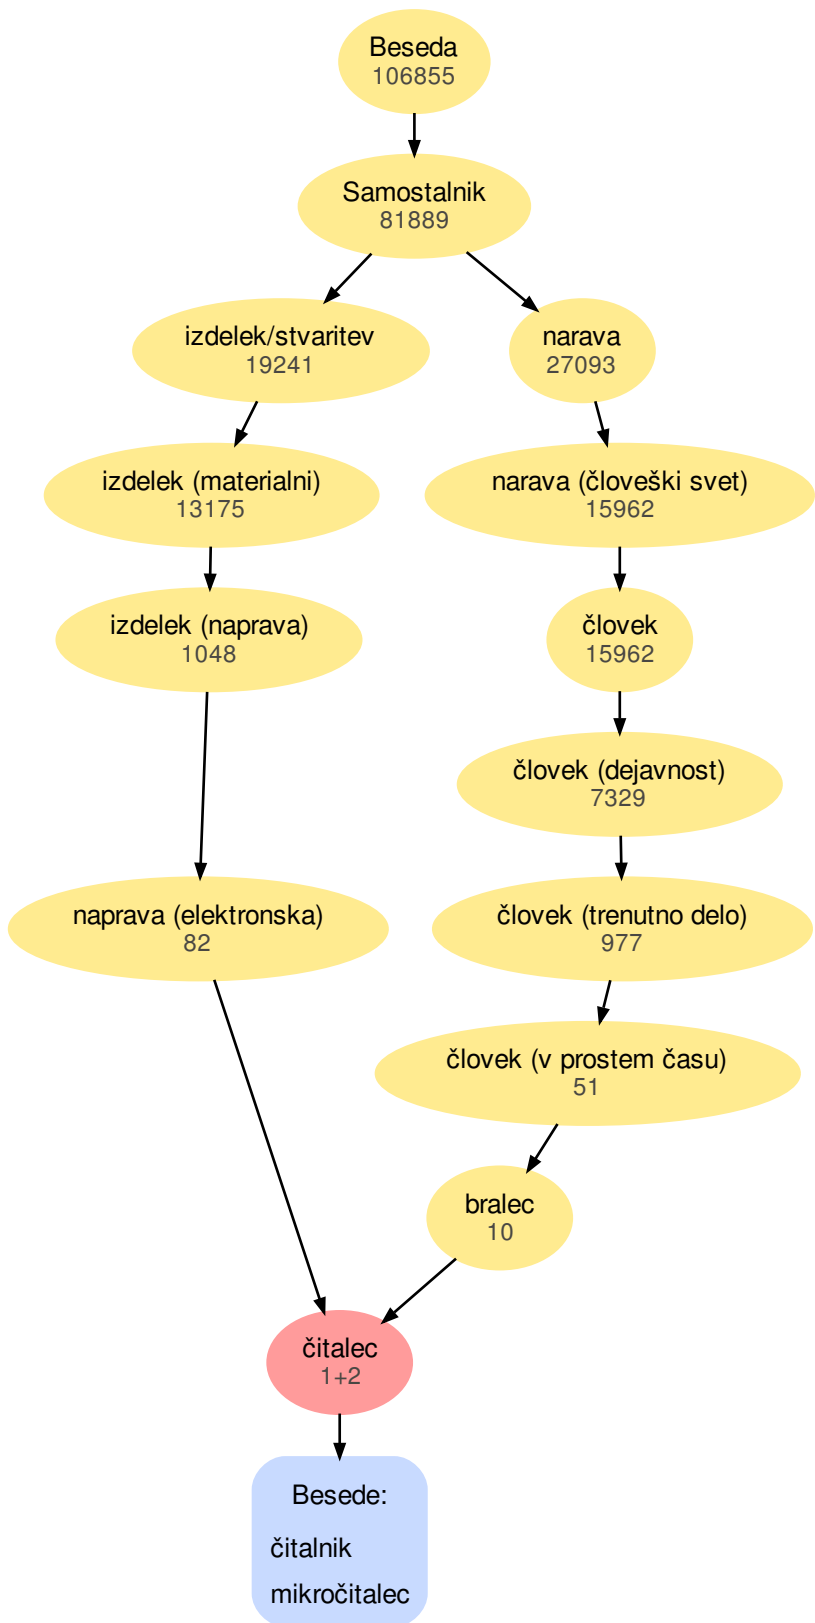 Beseda
106855
Samostalnik
81889
izdelek/stvaritev
19241
narava
27093
izdelek (materialni)
13175
narava (človeški svet)
15962
izdelek (naprava)
1048
človek
15962
človek (dejavnost)
7329
naprava (elektronska)
82
človek (trenutno delo)
977
človek (v prostem času)
51
bralec
10
čitalec
1+2
Besede:
čitalnik
mikročitalec